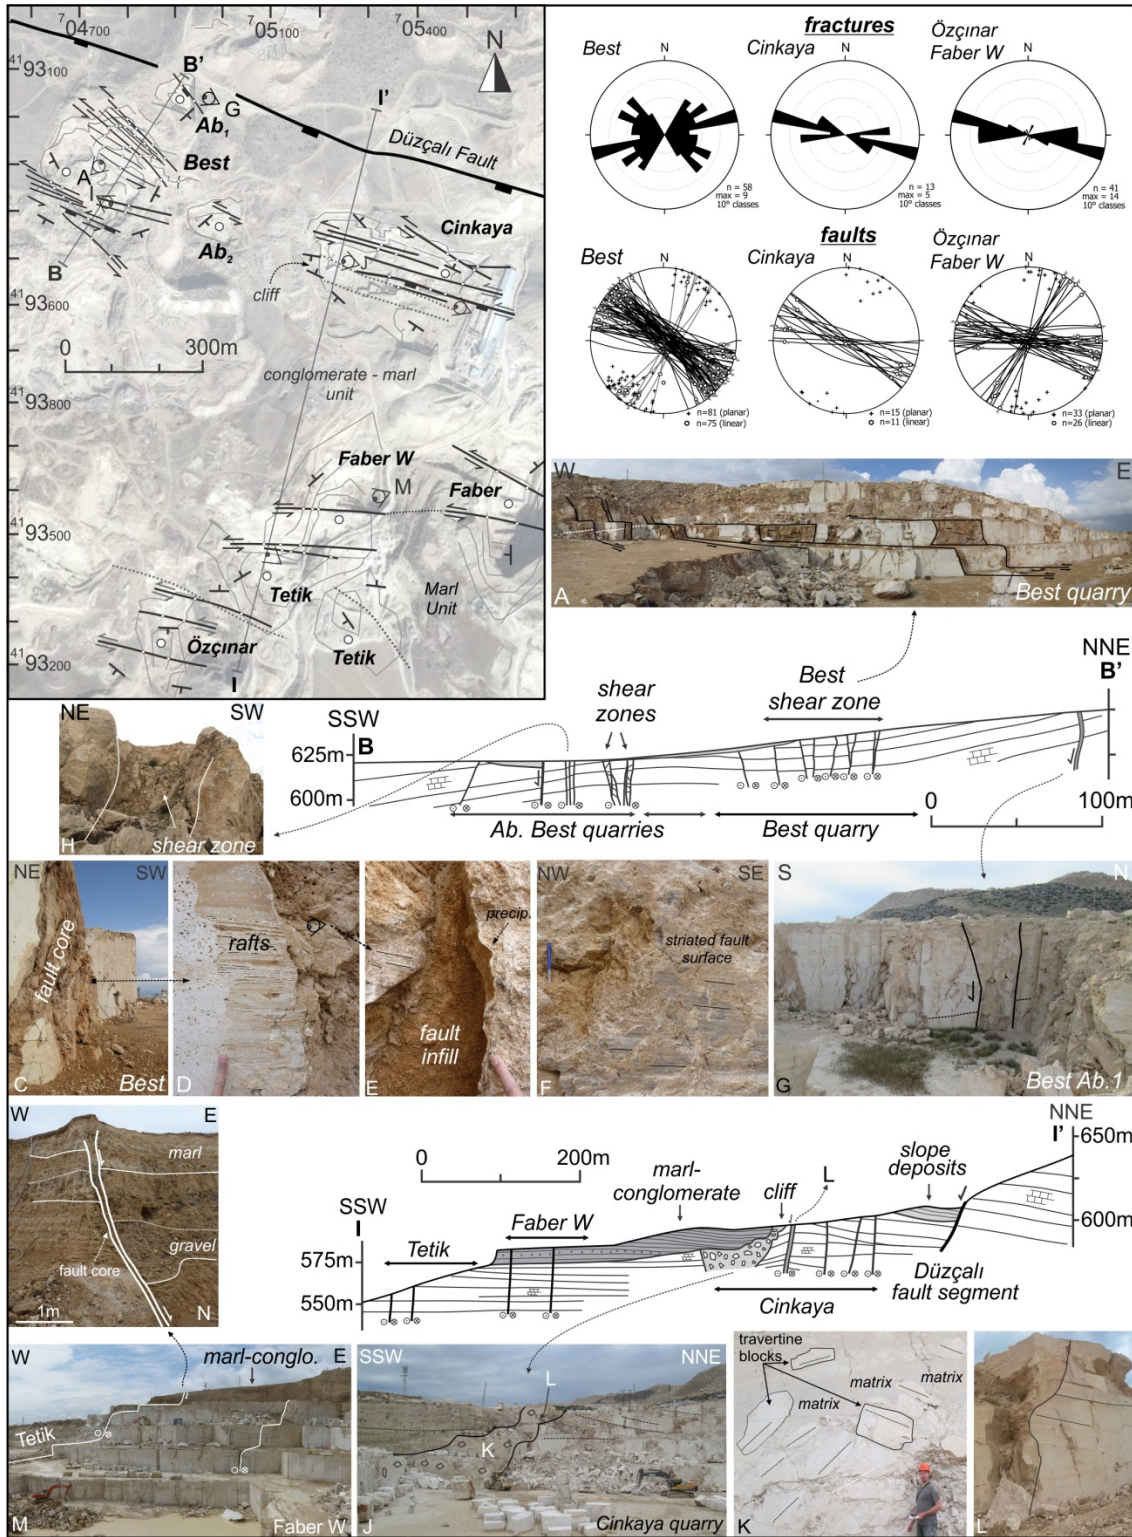 704700
705100
705400
N
4193100
B'
G
Ab1
I'
Düzçalı Fault
Best
A
Cinkaya
Ab2
J
B
cliff
4193600
0 300m
conglomerate - marl
unit
4193800
Faber W
M
Faber
4193500
Marl
Unit
Tetik
Özçınar
Tetik
4193200
I
fractures
Best
Cinkaya
Özçınar
Faber W
N
N
N
n = 58
max = 9
10° classes
n = 13
max = 5
10° classes
n = 41
max = 14
10° classes
faults
Best
Cinkaya
Özçınar
Faber W
N
N
N
n=81 (planar)
n=75 (linear)
n=15 (planar)
n=11 (linear)
n=33 (planar)
n=26 (linear)
W E
A Best quarry
NE SW
shear zone
H
SSW
B
NNE
B'
625m
600m
shear
zones
Best
shear zone
Ab. Best quarries
Best quarry
0 100m
NE SW
fault core
C Best
rafts
D
precip.
fault
infill
E
NW SE
striated fault
surface
F
S N
G Best Ab.1
W E
marl
gravel
fault core
1m N
0 200m
SSW
I
NNE
I'
650m
600m
575m
550m
Tetik
Faber W
marl-
conglomerate
cliff
L
slope
deposits
Cinkaya
Düzçalı
fault segment
W E
marl-conglo.
Tetik
M Faber W
SSW NNE
L
K
J Cinkaya quarry
travertine
blocks
matrix
matrix
matrix
K
L